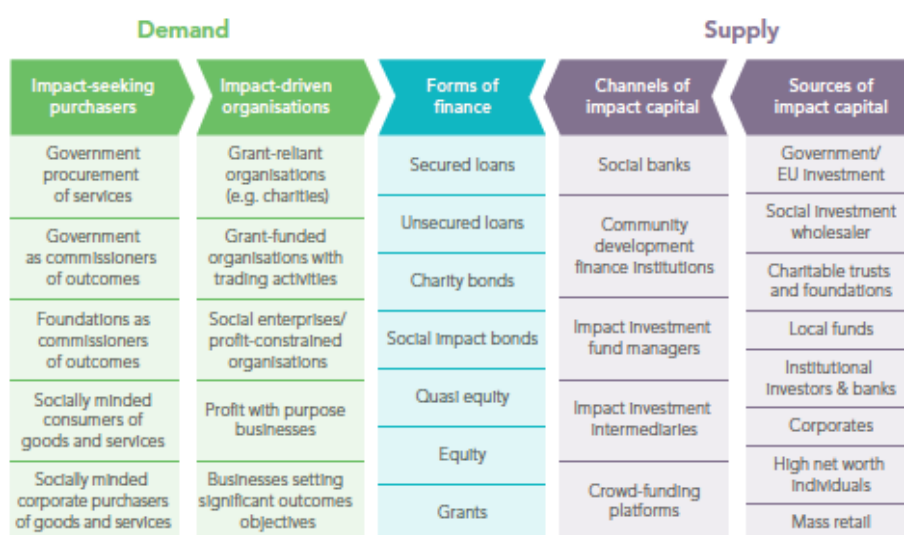 Demand
Supply
Impact-seeking
purchasers
Impact-driven
organisations
Forms of
finance
Channels of
impact capital
Sources of
impact capital
Government
procurement
of services
Government
as commissioners
of outcomes
Foundations as
commissioners
of outcomes
Socially minded
consumers of
goods and services
Socially minded
corporate purchasers
of goods and services
Grant-reliant
organisations
(e.g. charities)
Grant-funded
organisations with
trading activities
Social enterprises/
profit-constrained
organisations
Profit with purpose
businesses
Businesses setting
significant outcomes
objectives
Secured loans
Unsecured loans
Charity bonds
Social impact bonds
Quasi equity
Equity
Grants
Social banks
Community
development
finance institutions
Impact investment
fund managers
Impact investment
intermediaries
Crowd-funding
platforms
Government/
EU investment
Social investment
wholesaler
Charitable trusts
and foundations
Local funds
Institutional
investors & banks
Corporates
High net worth
individuals
Mass retail